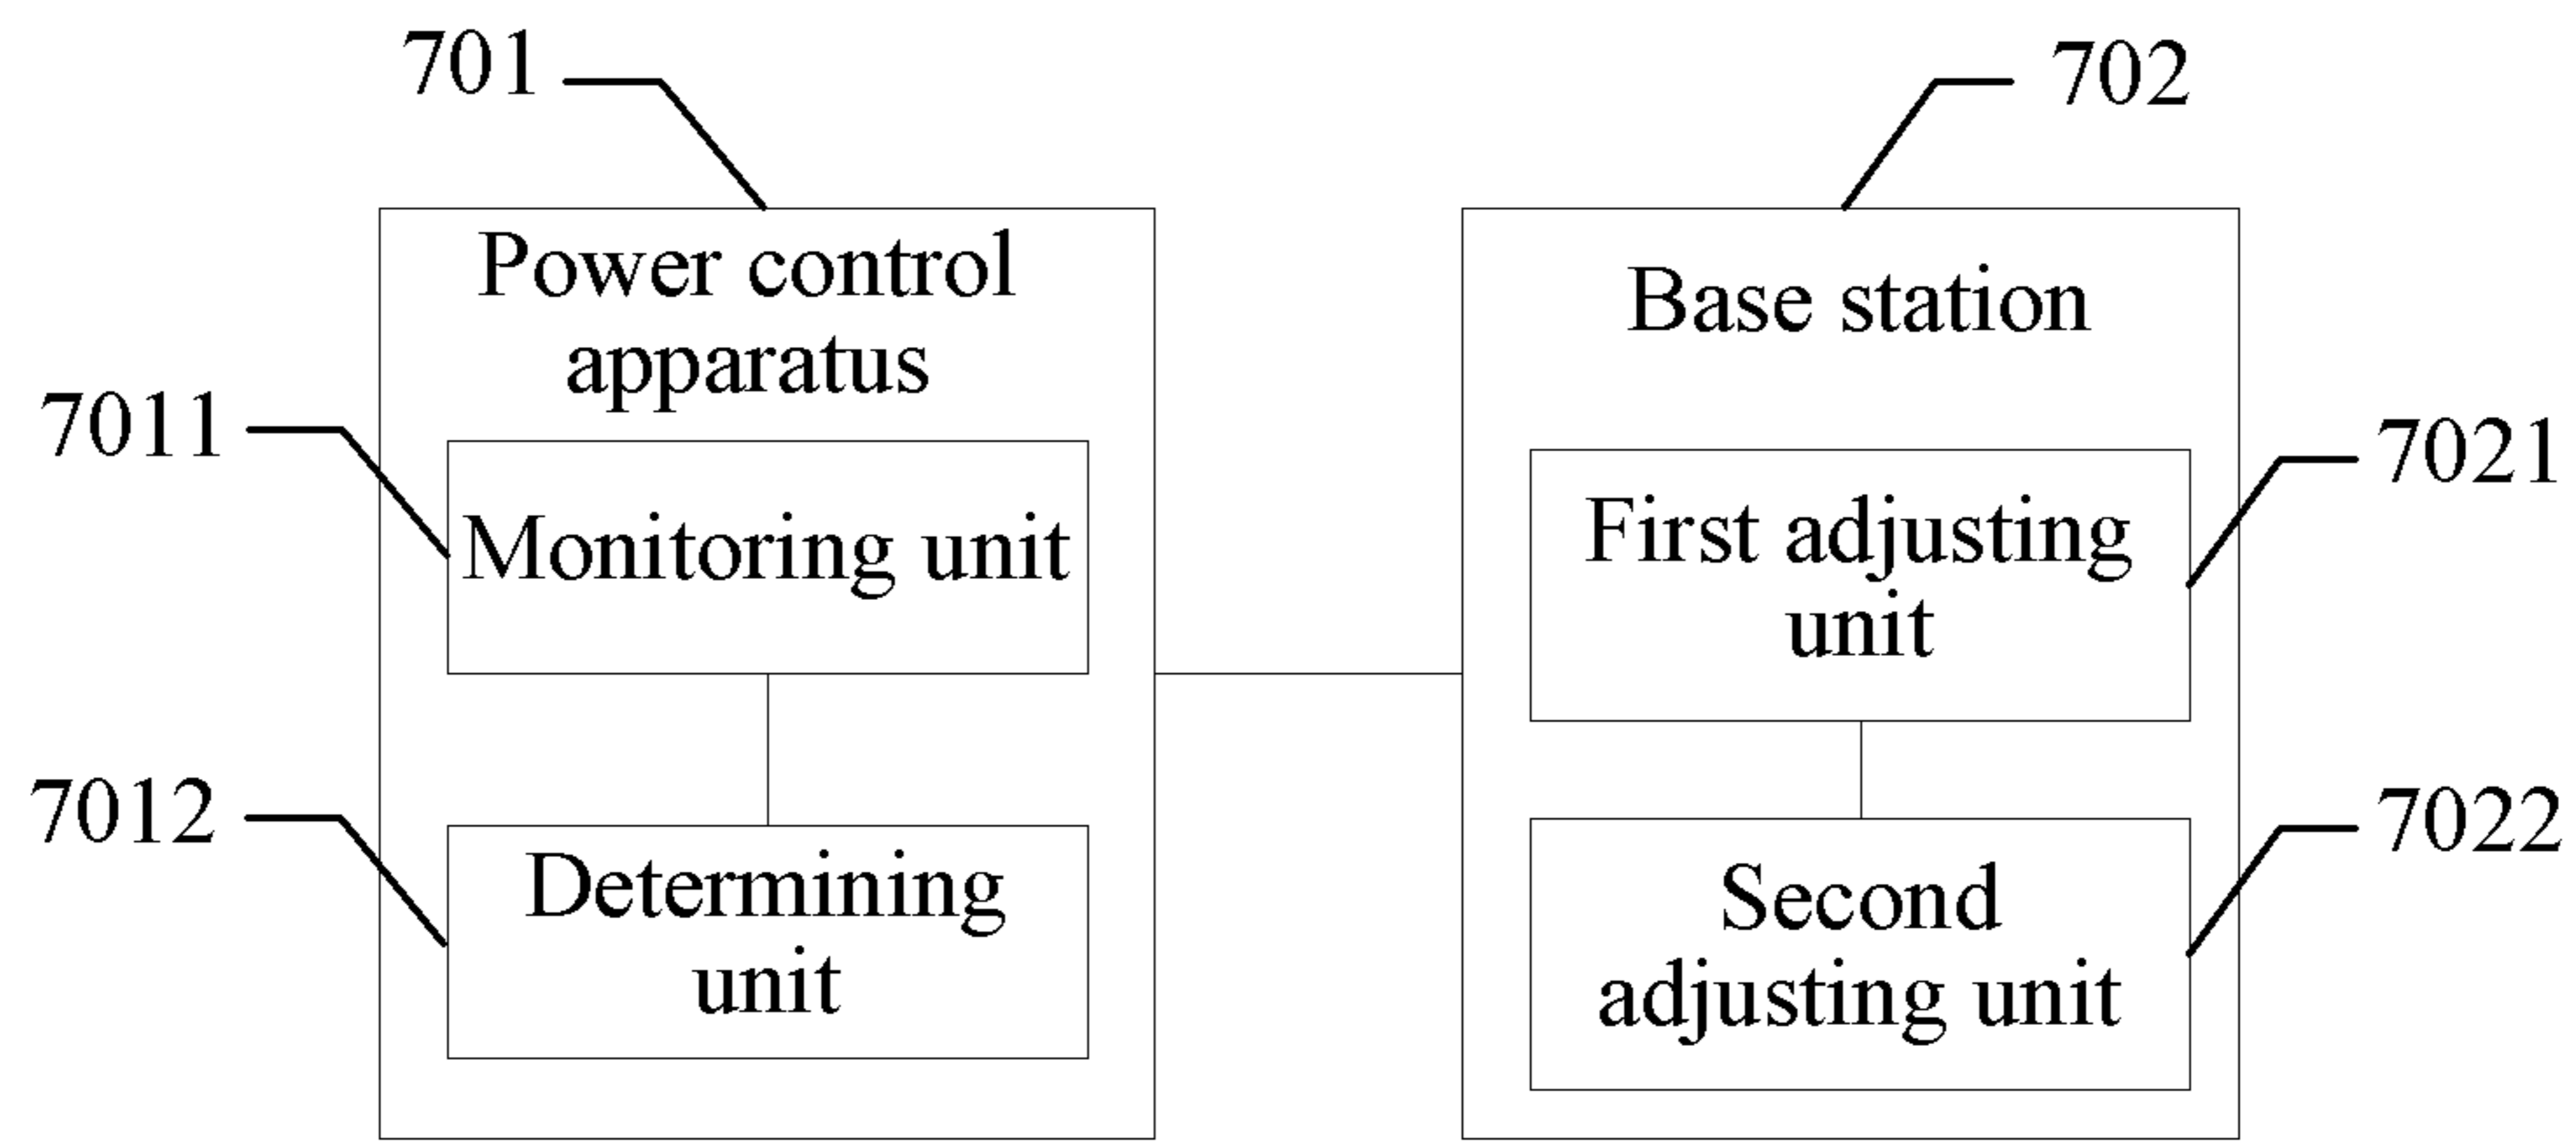 701
702
Power control
apparatus
Base station
7011
Monitoring unit
7021
First adjusting
unit
7012
Determining
unit
7022
Second
adjusting unit